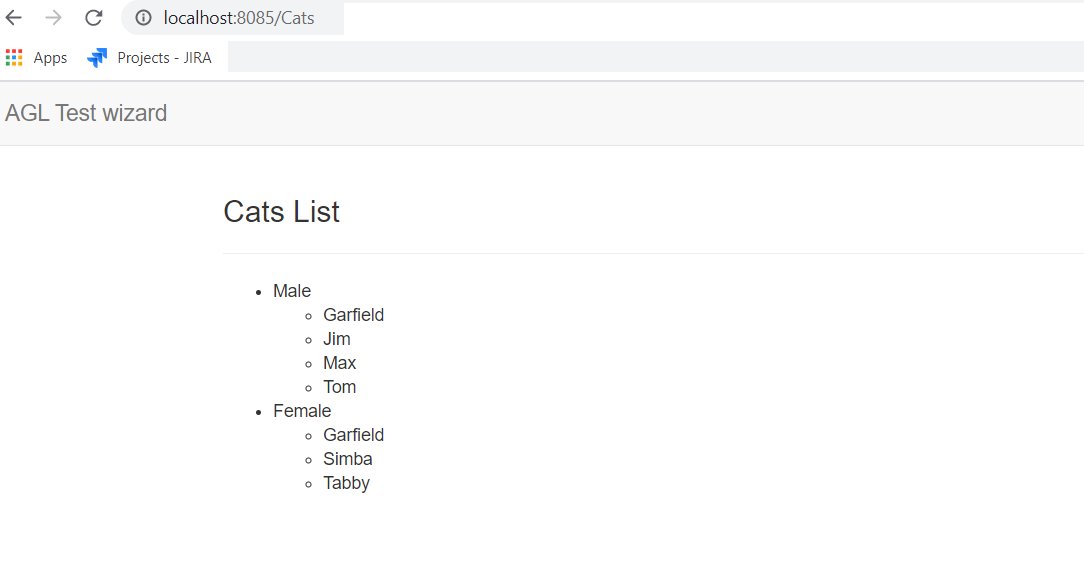 localhost:8085/Cats
Apps Projects - JIRA
AGL Test wizard
Cats List
Male
Garfield
Jim
Max
Tom
Female
Garfield
Simba
Tabby